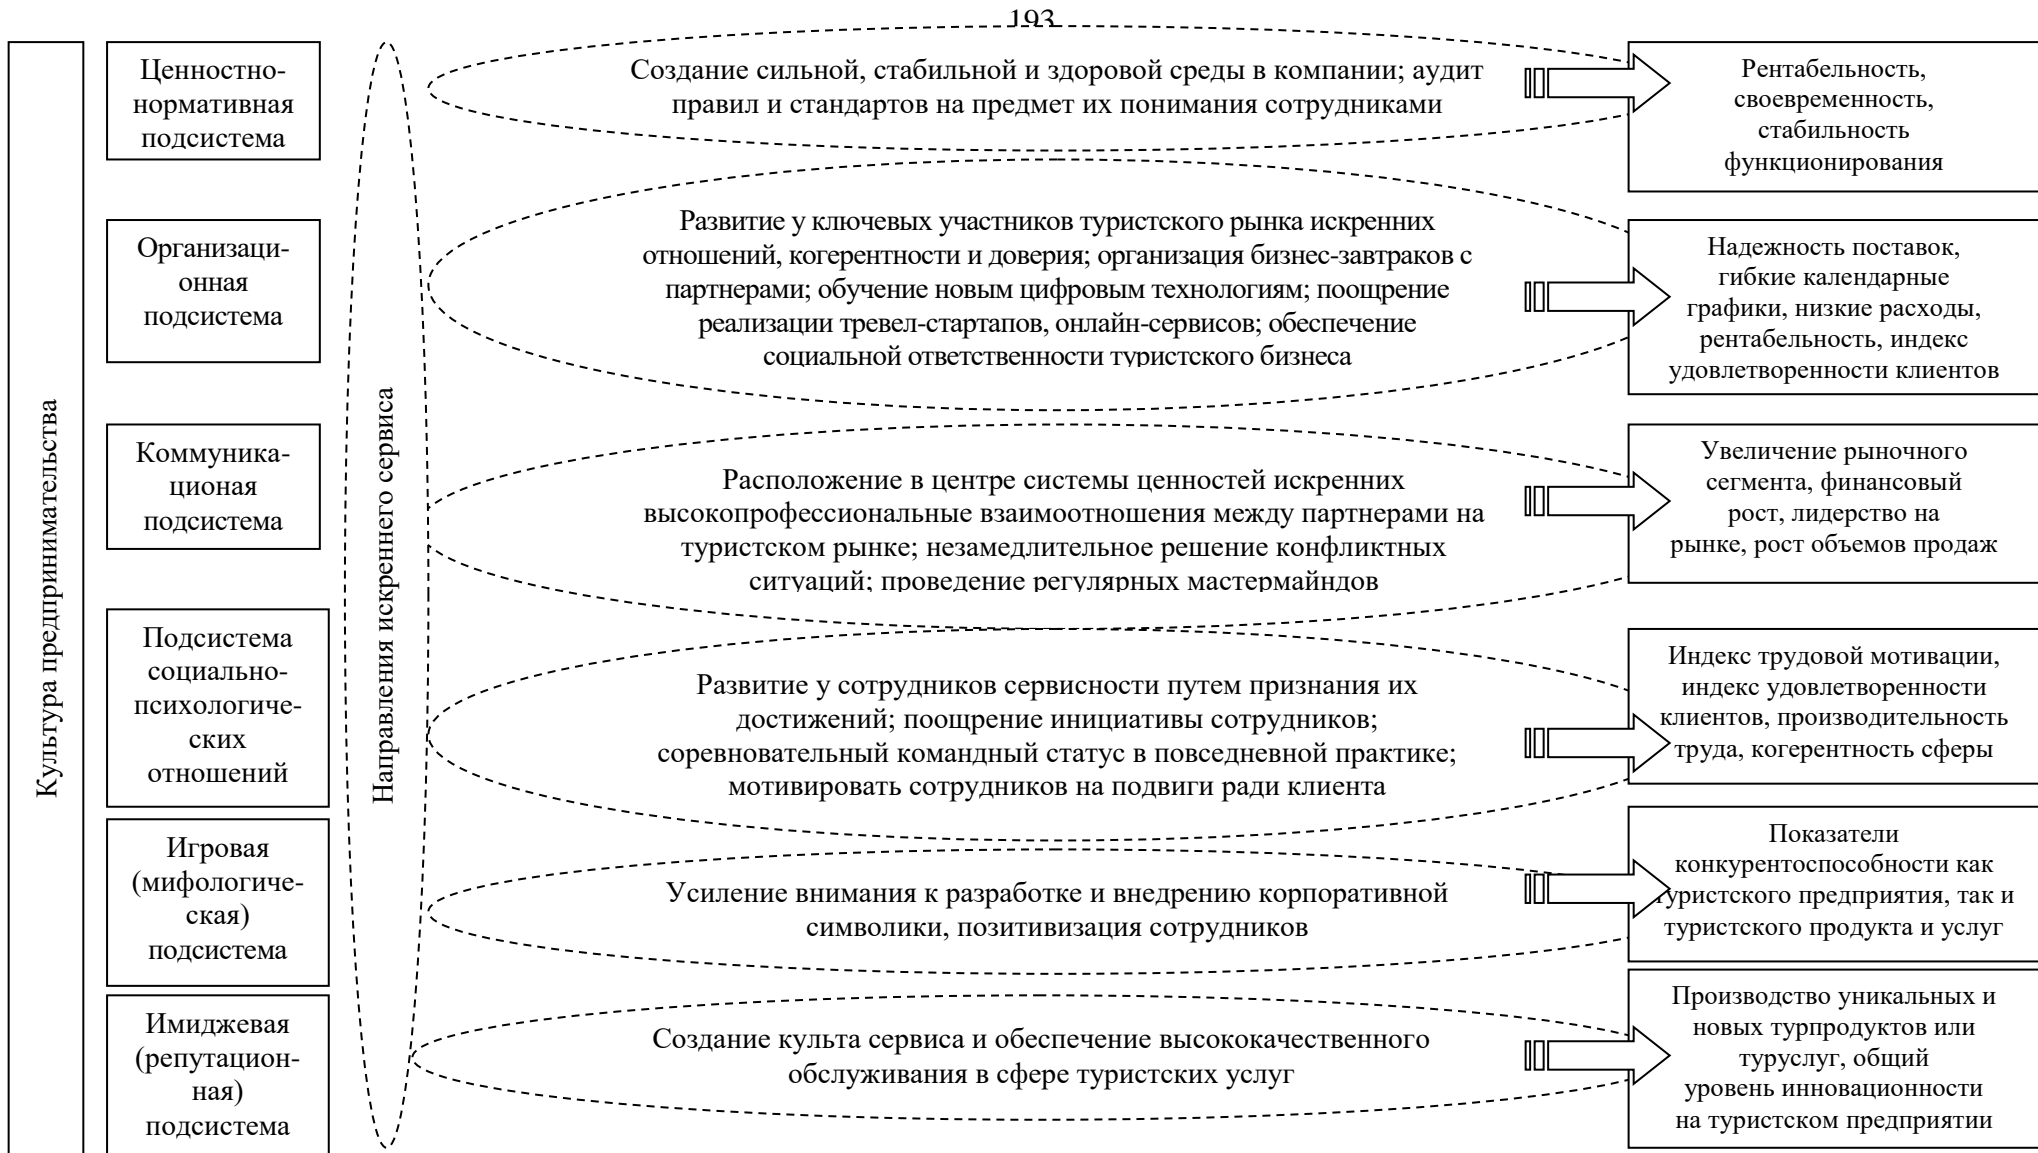 193
Культура предпринимательства
Ценностно-
нормативная
подсистема
Организаци-
онная
подсистема
Коммуника-
ционая
подсистема
Подсистема
социально-
психологиче-
ских
отношений
Игровая
(мифологиче-
ская)
подсистема
Имиджевая
(репутацион-
ная)
подсистема
Направления искреннего сервиса
Создание сильной, стабильной и здоровой среды в компании; аудит
правил и стандартов на предмет их понимания сотрудниками
Развитие у ключевых участников туристского рынка искренних
отношений, когерентности и доверия; организация бизнес-завтраков с
партнерами; обучение новым цифровым технологиям; поощрение
реализации тревел-стартапов, онлайн-сервисов; обеспечение
социальной ответственности туристского бизнеса
Расположение в центре системы ценностей искренних
высокопрофессиональные взаимоотношения между партнерами на
туристском рынке; незамедлительное решение конфликтных
ситуаций; проведение регулярных мастермайндов
Развитие у сотрудников сервисности путем признания их
достижений; поощрение инициативы сотрудников;
соревновательный командный статус в повседневной практике;
мотивировать сотрудников на подвиги ради клиента
Усиление внимания к разработке и внедрению корпоративной
символики, позитивизация сотрудников
Создание культа сервиса и обеспечение высококачественного
обслуживания в сфере туристских услуг
Рентабельность,
своевременность,
стабильность
функционирования
Надежность поставок,
гибкие календарные
графики, низкие расходы,
рентабельность, индекс
удовлетворенности клиентов
Увеличение рыночного
сегмента, финансовый
рост, лидерство на
рынке, рост объемов продаж
Индекс трудовой мотивации,
индекс удовлетворенности
клиентов, производительность
труда, когерентность сферы
Показатели
конкурентоспособности как
туристского предприятия, так и
туристского продукта и услуг
Производство уникальных и
новых турпродуктов или
туруслуг, общий
уровень инновационности
на туристском предприятии